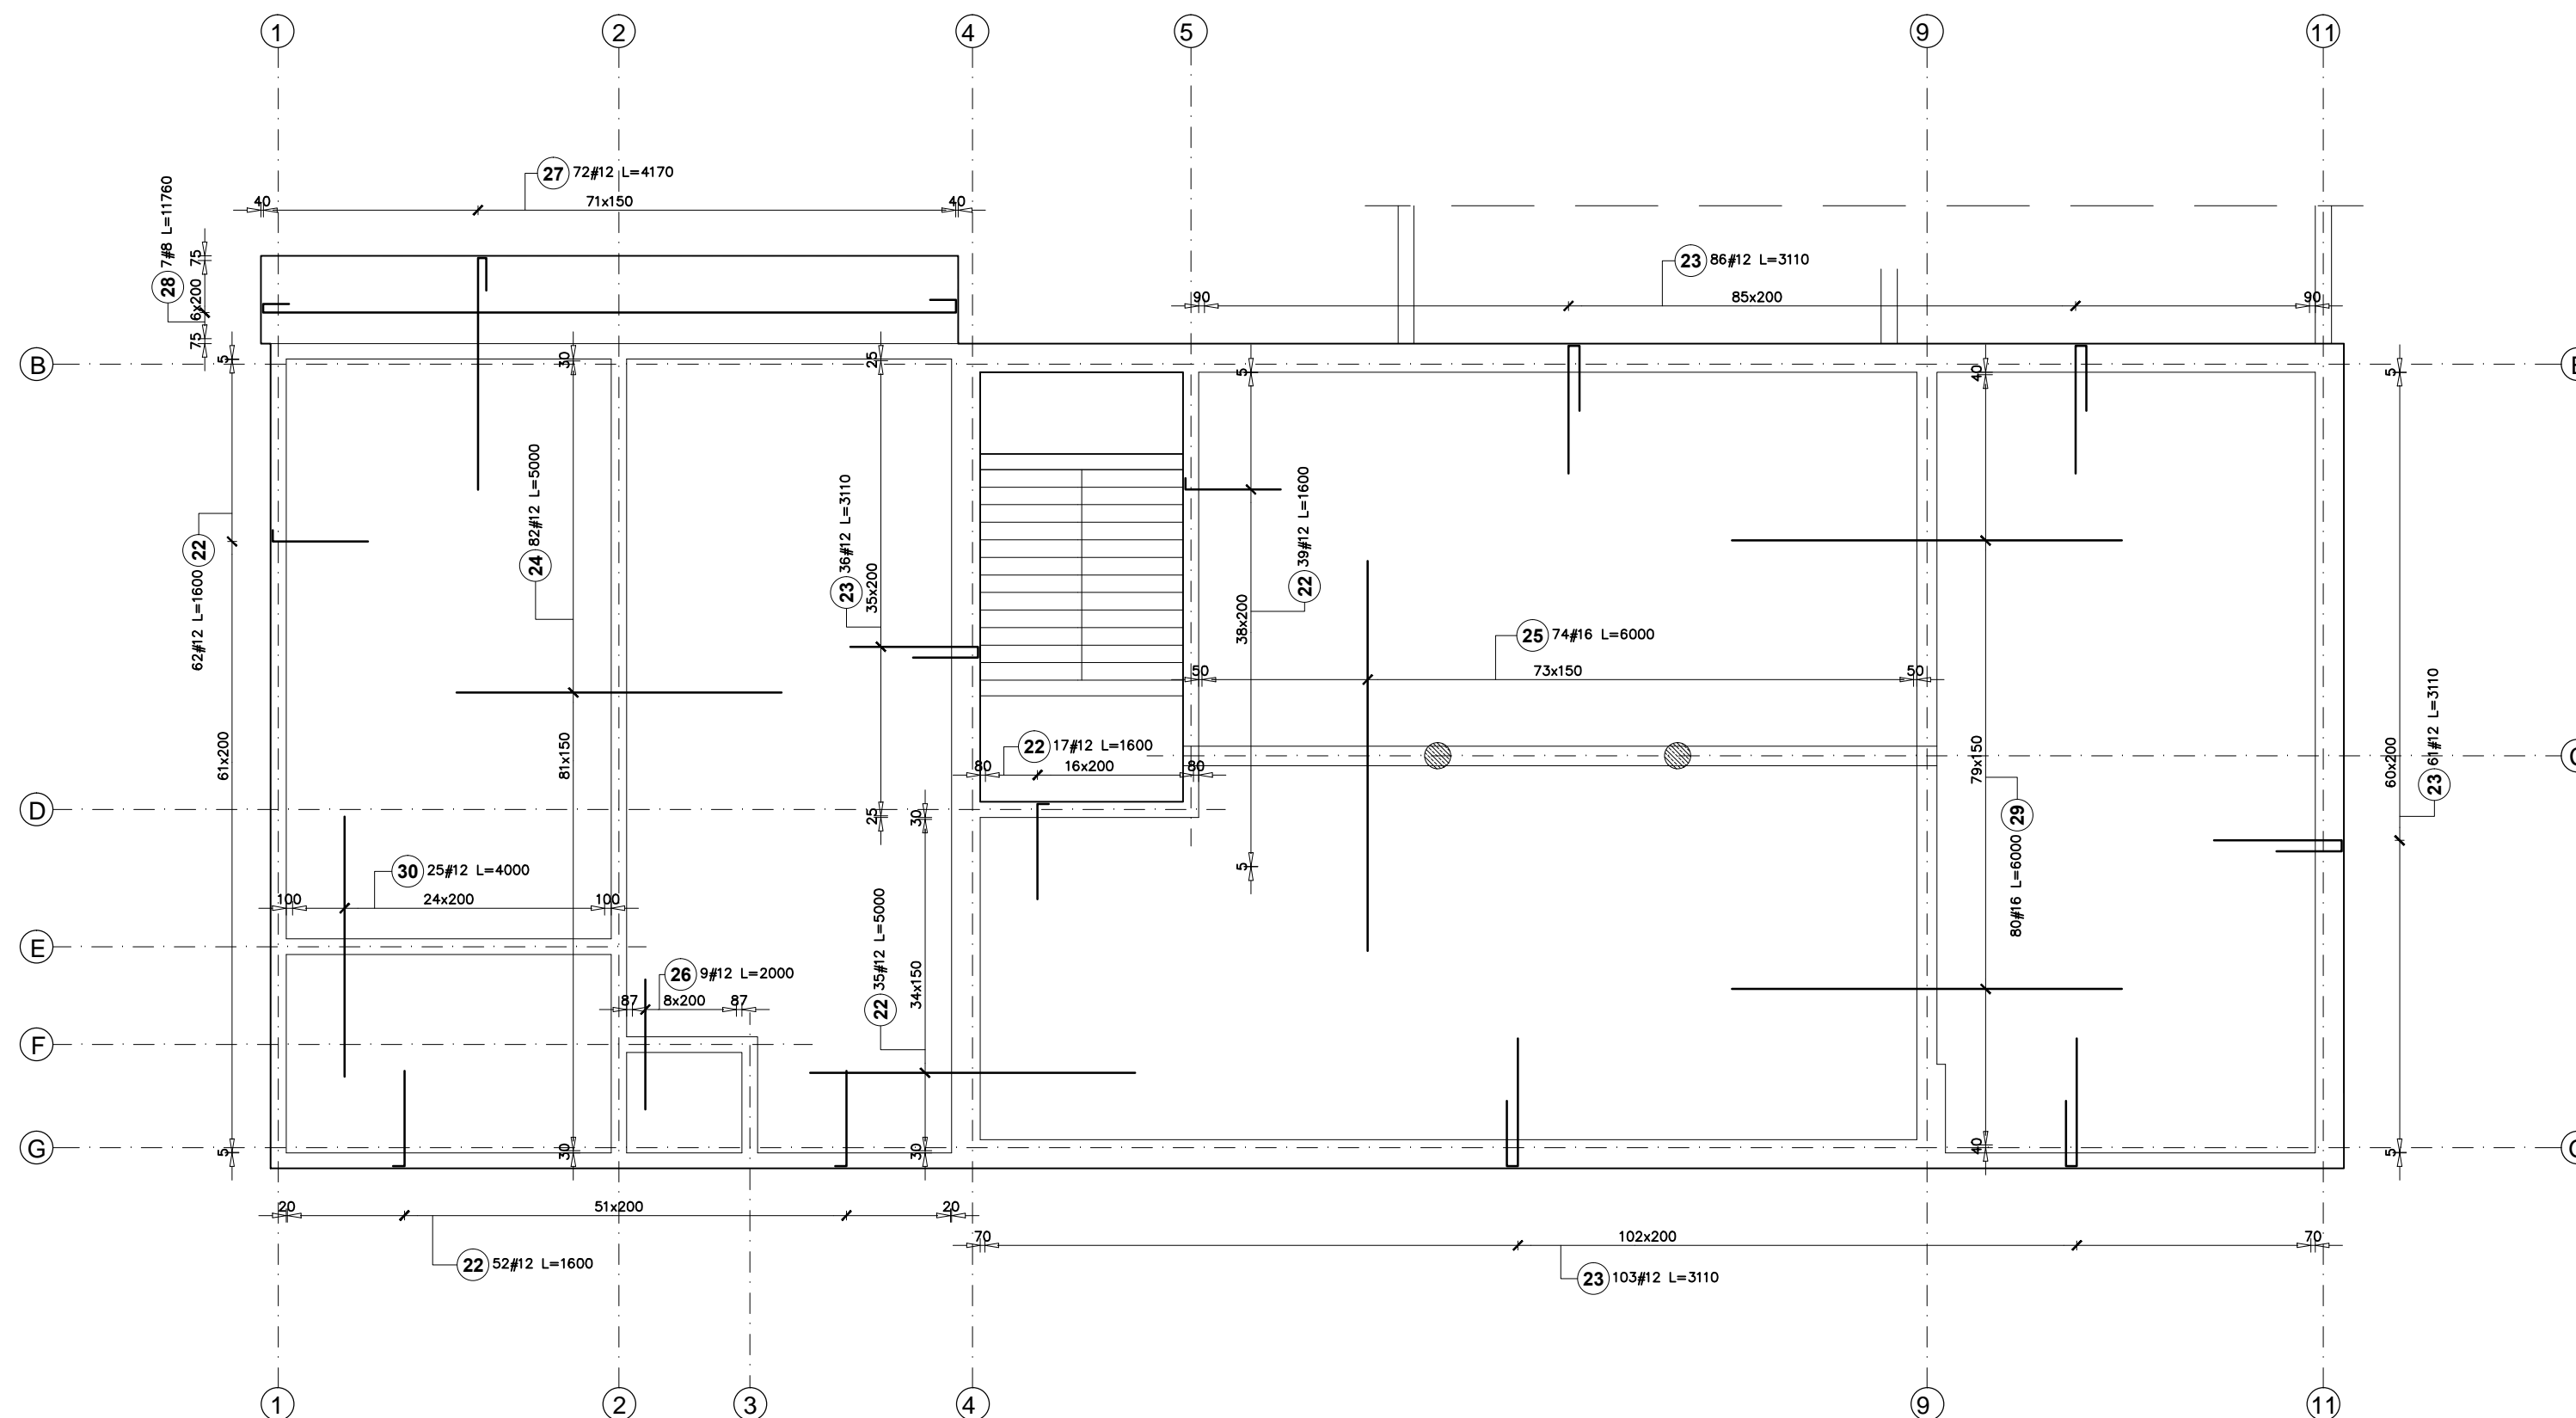 1 2 4 5 9 11
27 72#12 L=4170
40 71x150 40
28 7#8 L=11760
75 6x200 75
23 86#12 L=3110
90 85x200 90
B
5 30 25 5 40 5
22 62#12 L=1600
61x200
24 82#12 L=5000
81x150
23 36#12 L=3110
35x200
22 39#12 L=1600
38x200
25 74#16 L=6000
50 73x150 50
22 17#12 L=1600
80 16x200 80
79x150
29 80#16 L=6000
60x200
23 61#12 L=3110
D
25 30
5
30 25#12 L=4000
100 24x200 100
E
26 9#12 L=2000
87 8x200 87
22 35#12 L=5000
34x150
F
G
5 30 30 40 5
20 51x200 20
70 102x200 70
22 52#12 L=1600
23 103#12 L=3110
1 2 3 4 9 11